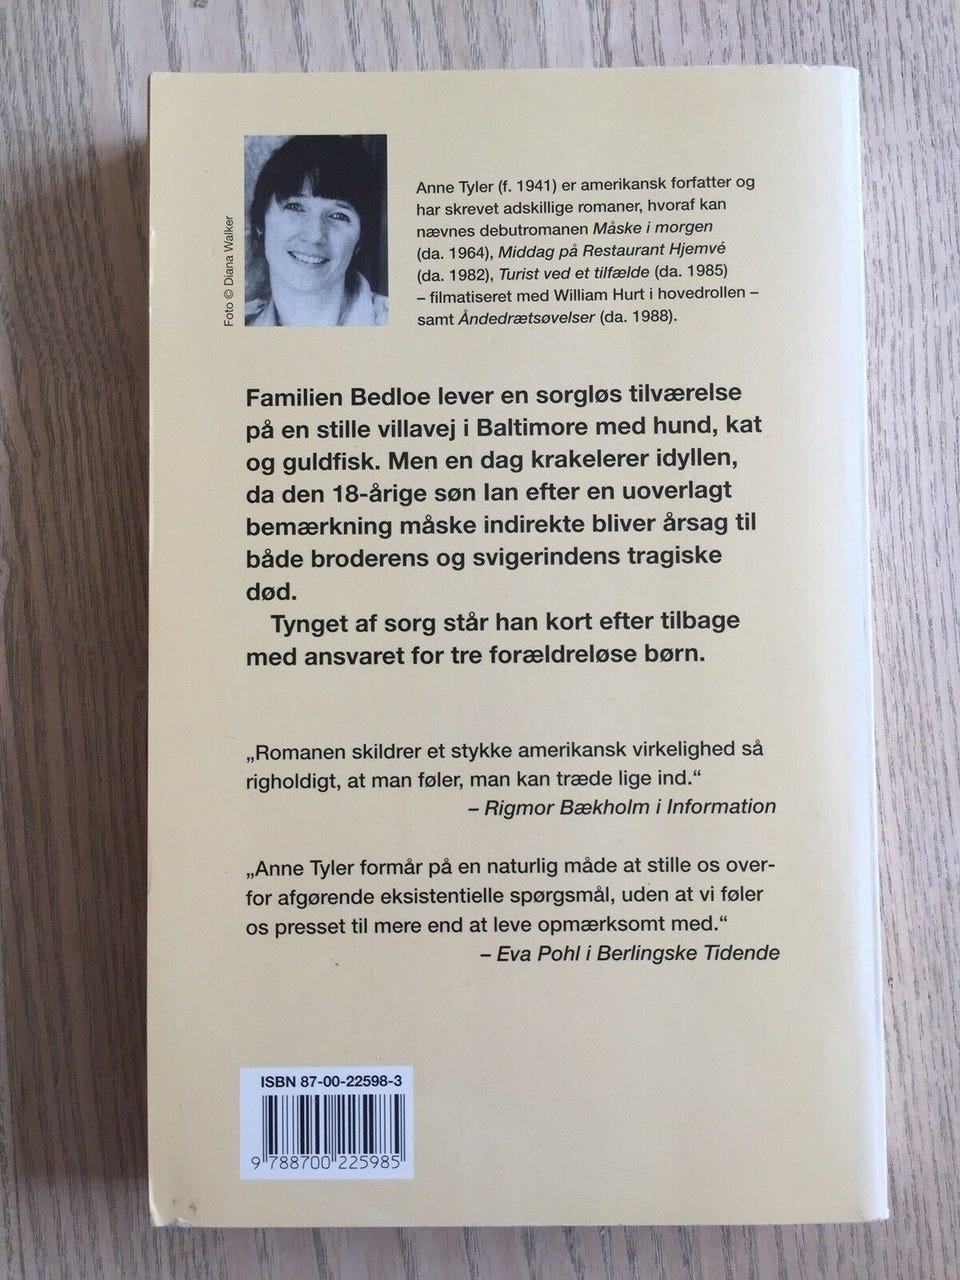 Foto © Diana Walker
Anne Tyler (f. 1941) er amerikansk forfatter og
har skrevet adskillige romaner, hvoraf kan
nævnes debutromanen Måske i morgen
(da. 1964), Middag på Restaurant Hjemvé
(da. 1982), Turist ved et tilfælde (da. 1985)
– filmatiseret med William Hurt i hovedrollen –
samt Åndedrætsøvelser (da. 1988).
Familien Bedloe lever en sorgløs tilværelse
på en stille villavej i Baltimore med hund, kat
og guldfisk. Men en dag krakelerer idyllen,
da den 18-årige søn Ian efter en uoverlagt
bemærkning måske indirekte bliver årsag til
både broderens og svigerindens tragiske
død.
Tynget af sorg står han kort efter tilbage
med ansvaret for tre forældreløse børn.
„Romanen skildrer et stykke amerikansk virkelighed så
righoldigt, at man føler, man kan træde lige ind.“
– Rigmor Bækholm i Information
„Anne Tyler formår på en naturlig måde at stille os over-
for afgørende eksistentielle spørgsmål, uden at vi føler
os presset til mere end at leve opmærksomt med.“
– Eva Pohl i Berlingske Tidende
ISBN 87-00-22598-3
9 788700 225985